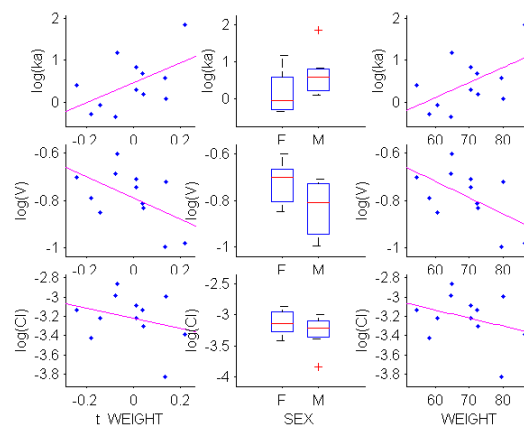 2
1
0
log(ka)
-0.2 0 0.2
2
1
0
log(ka)
F M
2
1
0
log(ka)
60 70 80
-0.6
-0.8
-1
log(V)
-0.2 0 0.2
-0.6
-0.8
-1
log(V)
F M
-0.6
-0.8
-1
log(V)
60 70 80
-2.8
-3
-3.2
-3.4
-3.6
-3.8
log(Cl)
-0.2 0 0.2
t_WEIGHT
-2.5
-3
-3.5
-4
log(Cl)
F M
SEX
-2.8
-3
-3.2
-3.4
-3.6
-3.8
log(Cl)
60 70 80
WEIGHT